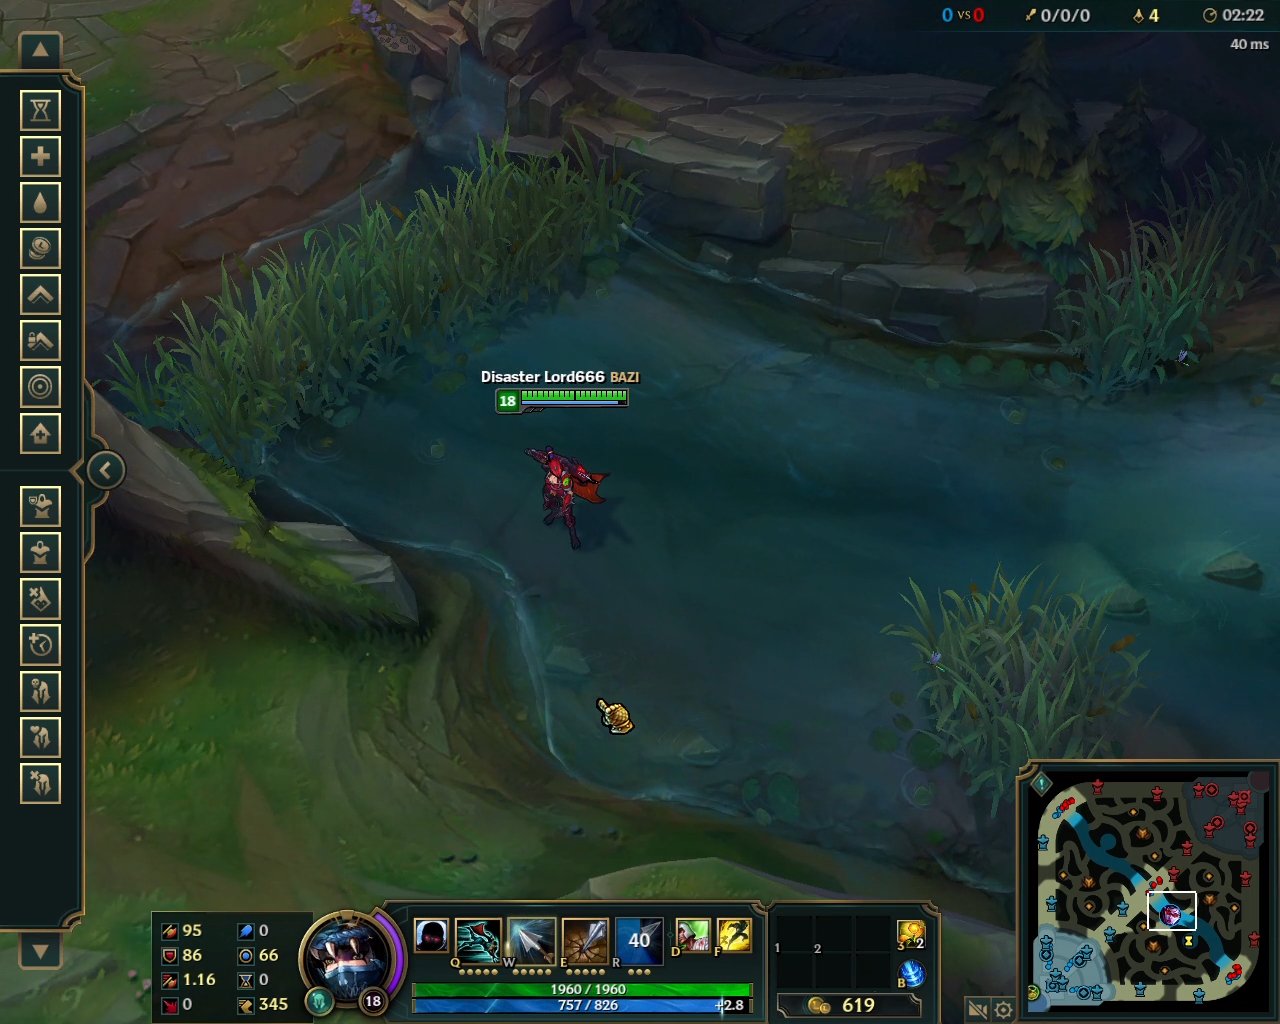 0 vs 0 0/0/0 4 02:22
40 ms
Disaster Lord666 BAZI
18
95 0
86 66
1.16 0
0 345
18
Q W E R D F
40
1960 / 1960
757 / 826 +2.8
1 2 3 2
B
619